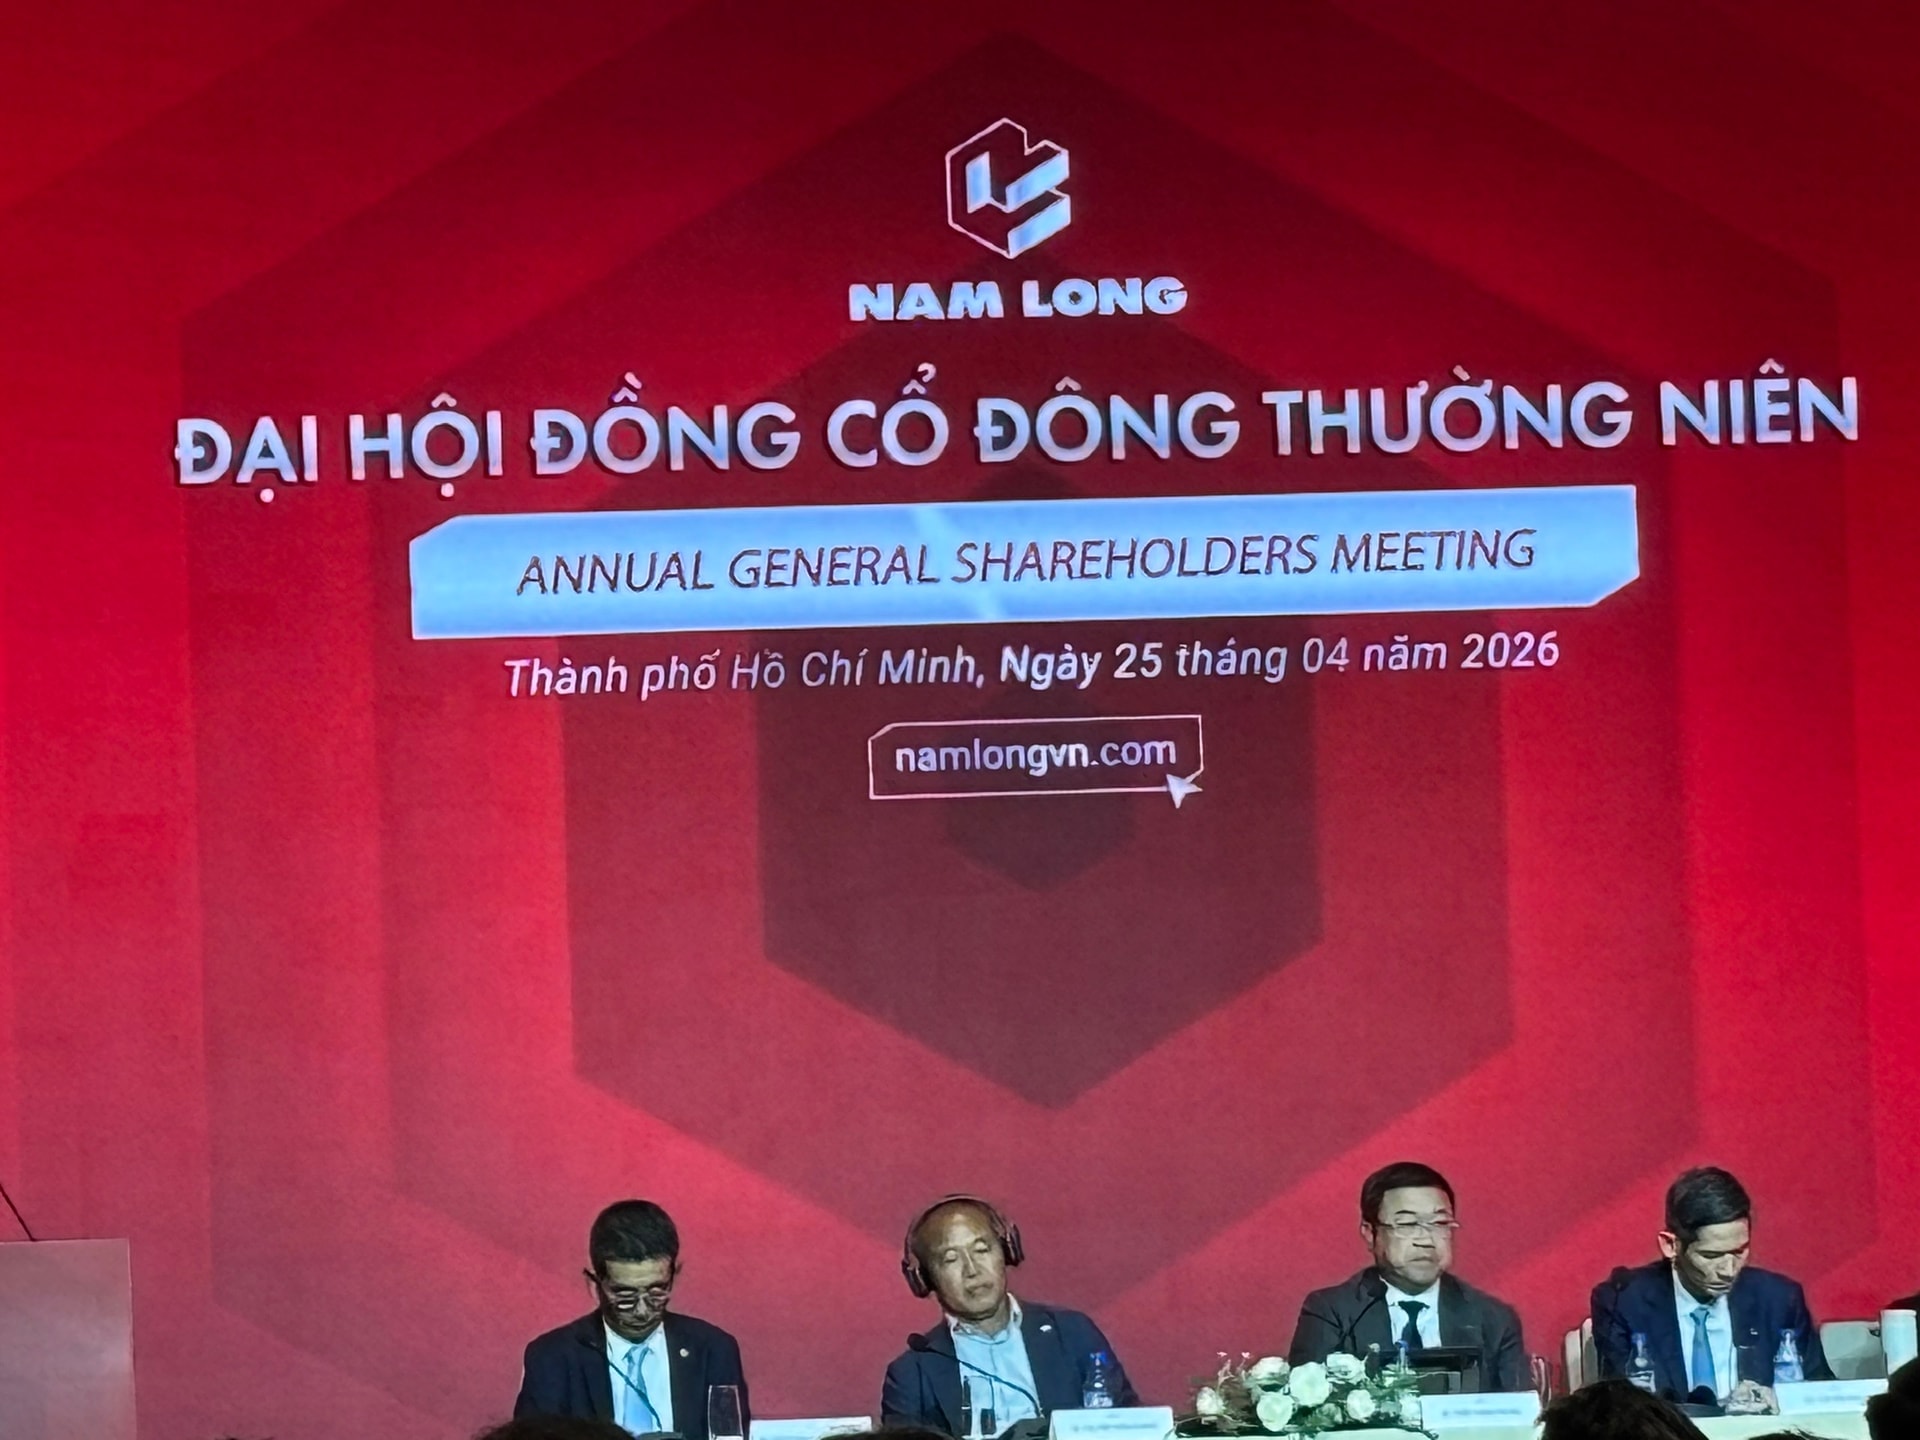 NAM LONG
ĐẠI HỘI ĐỒNG CỔ ĐÔNG THƯỜNG NIÊN
ANNUAL GENERAL SHAREHOLDERS MEETING
Thành phố Hồ Chí Minh, Ngày 25 tháng 04 năm 2026
namlongvn.com